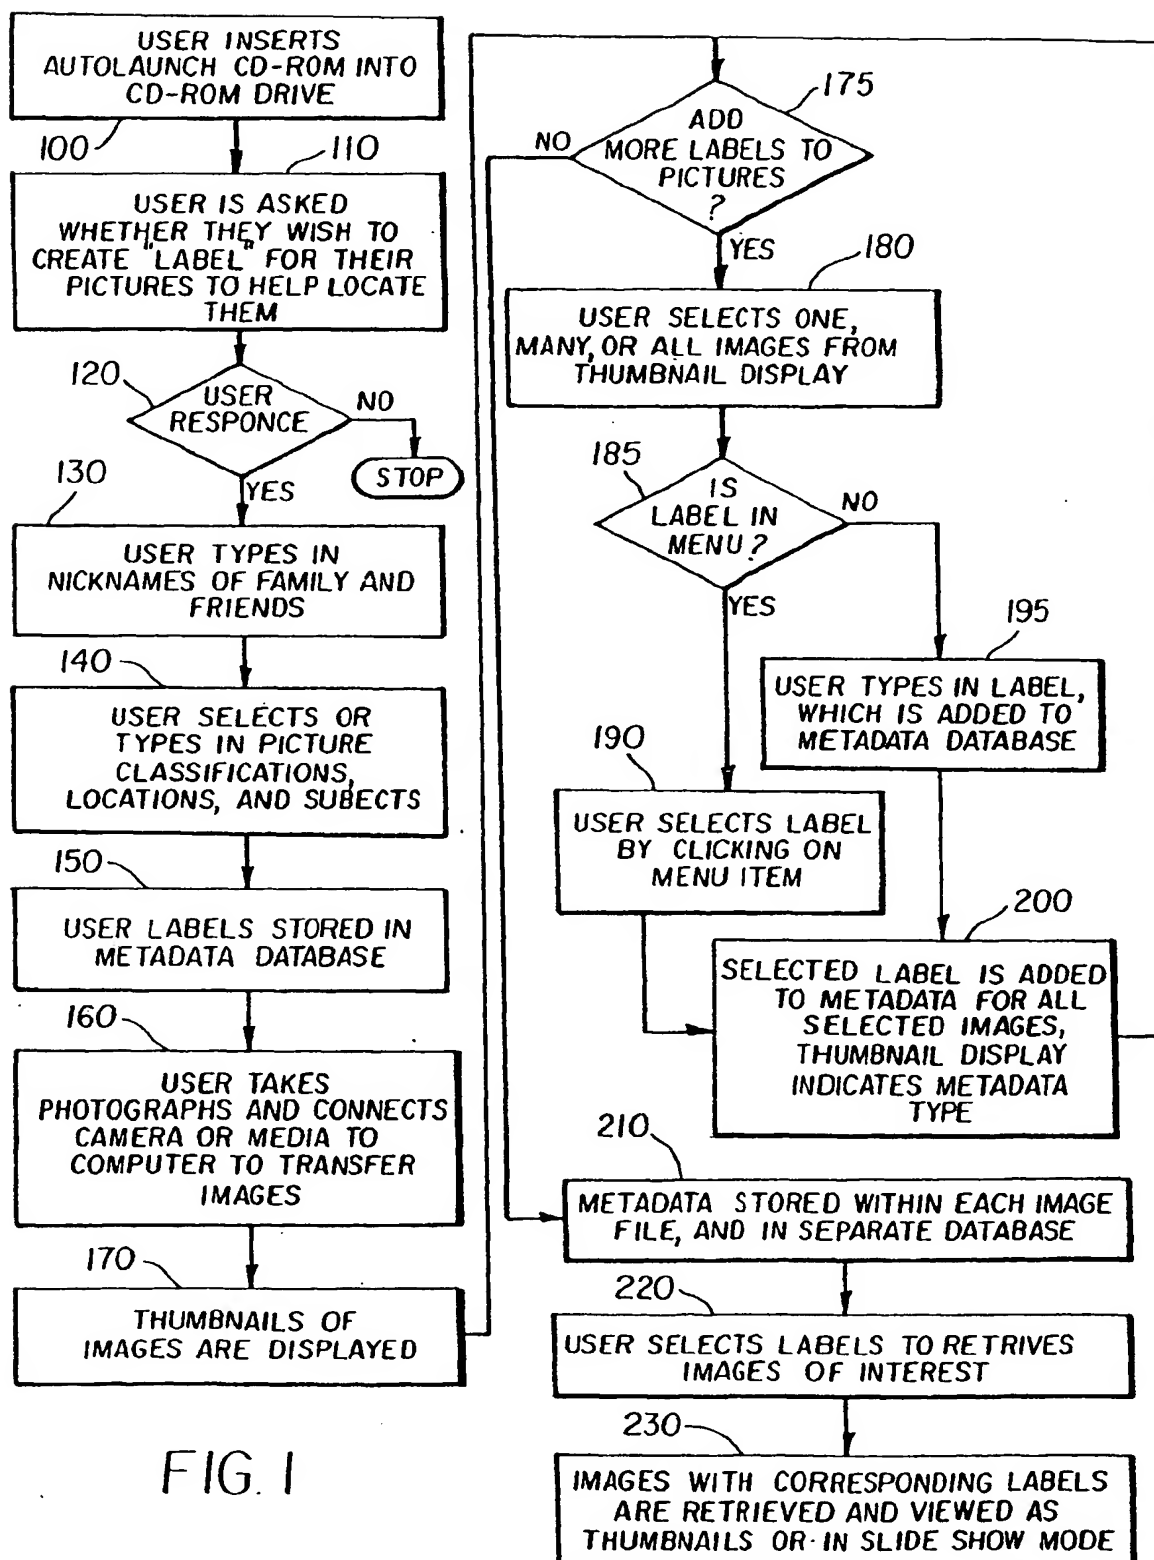 USER INSERTS
AUTOLAUNCH CD-ROM INTO
CD-ROM DRIVE
100
110
USER IS ASKED
WHETHER THEY WISH TO
CREATE "LABEL" FOR THEIR
PICTURES TO HELP LOCATE
THEM
120
USER
RESPONCE
NO
STOP
YES
130
USER TYPES IN
NICKNAMES OF FAMILY AND
FRIENDS
140
USER SELECTS OR
TYPES IN PICTURE
CLASSIFICATIONS,
LOCATIONS, AND SUBECTS
150
USER LABELS STORED IN
METADATA DATABASE
160
USER TAKES
PHOTOGRAPHS AND CONNECTS
CAMERA OR MEDIA TO
COMPUTER TO TRANSFER
IMAGES
170
THUMBNAILS OF
IMAGES ARE DISPLAYED
175
ADD
MORE LABELS TO
PICTURES
?
NO
YES
180
USER SELECTS ONE,
MANY, OR ALL IMAGES FROM
THUMBNAIL DISPLAY
185
IS
LABEL IN
MENU?
NO
YES
195
USER TYPES IN LABEL,
WHICH IS ADDED TO
METADATA DATABASE
190
USER SELECTS LABEL
BY CLICKING ON
MENU ITEM
200
SELECTED LABEL IS ADDED
TO METADATA FOR ALL
SELECTED IMAGES,
THUMBNAIL DISPLAY
INDICATES METADATA
TYPE
210
METADATA STORED WITHIN EACH IMAGE
FILE, AND IN SEPARATE DATABASE
220
USER SELECTS LABELS TO RETRIVES
IMAGES OF INTEREST
230
IMAGES WITH CORRESPONDING LABELS
ARE RETRIEVED AND VIEWED AS
THUMBNAILS OR IN SLIDE SHOW MODE
FIG. 1